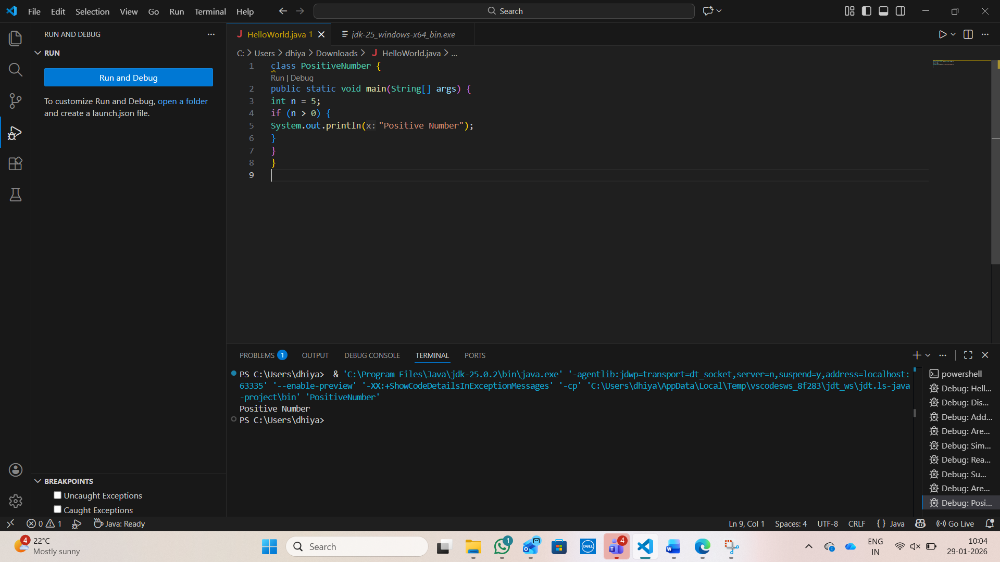 File Edit Selection View Go Run Terminal Help
Search
RUN AND DEBUG
RUN
Run and Debug
To customize Run and Debug, open a folder
and create a launch.json file.
HelloWorld.java 1
jdk-25_windows-x64_bin.exe
C: > Users > dhiya > Downloads > HelloWorld.java > ...
1 class PositiveNumber {
Run | Debug
2 public static void main(String[] args) {
3 int n = 5;
4 if (n > 0) {
5 System.out.println(x: "Positive Number");
6 }
7 }
8 }
9
PROBLEMS 1 OUTPUT DEBUG CONSOLE TERMINAL PORTS
PS C:\Users\dhiya>  & 'C:\Program Files\Java\jdk-25.0.2\bin\java.exe' '-agentlib:jdwp=transport=dt_socket,server=n,suspend=y,address=localhost:
63335' '--enable-preview' '-XX:+ShowCodeDetailsInExceptionMessages' '-cp' 'C:\Users\dhiya\AppData\Local\Temp\vscodesws_8f283\jdt_ws\jdt.ls-java
-project\bin' 'PositiveNumber'
Positive Number
PS C:\Users\dhiya>
powershell
Debug: Hell...
Debug: Dis...
Debug: Add...
Debug: Are...
Debug: Sim...
Debug: Rea...
Debug: Su...
Debug: Are...
Debug: Posi...
BREAKPOINTS
Uncaught Exceptions
Caught Exceptions
0 1 Java: Ready
Ln 9, Col 1 Spaces: 4 UTF-8 CRLF {} Java Go Live
4
22°C
Mostly sunny
Search
1
DELL
4
ENG
IN
10:04
29-01-2026